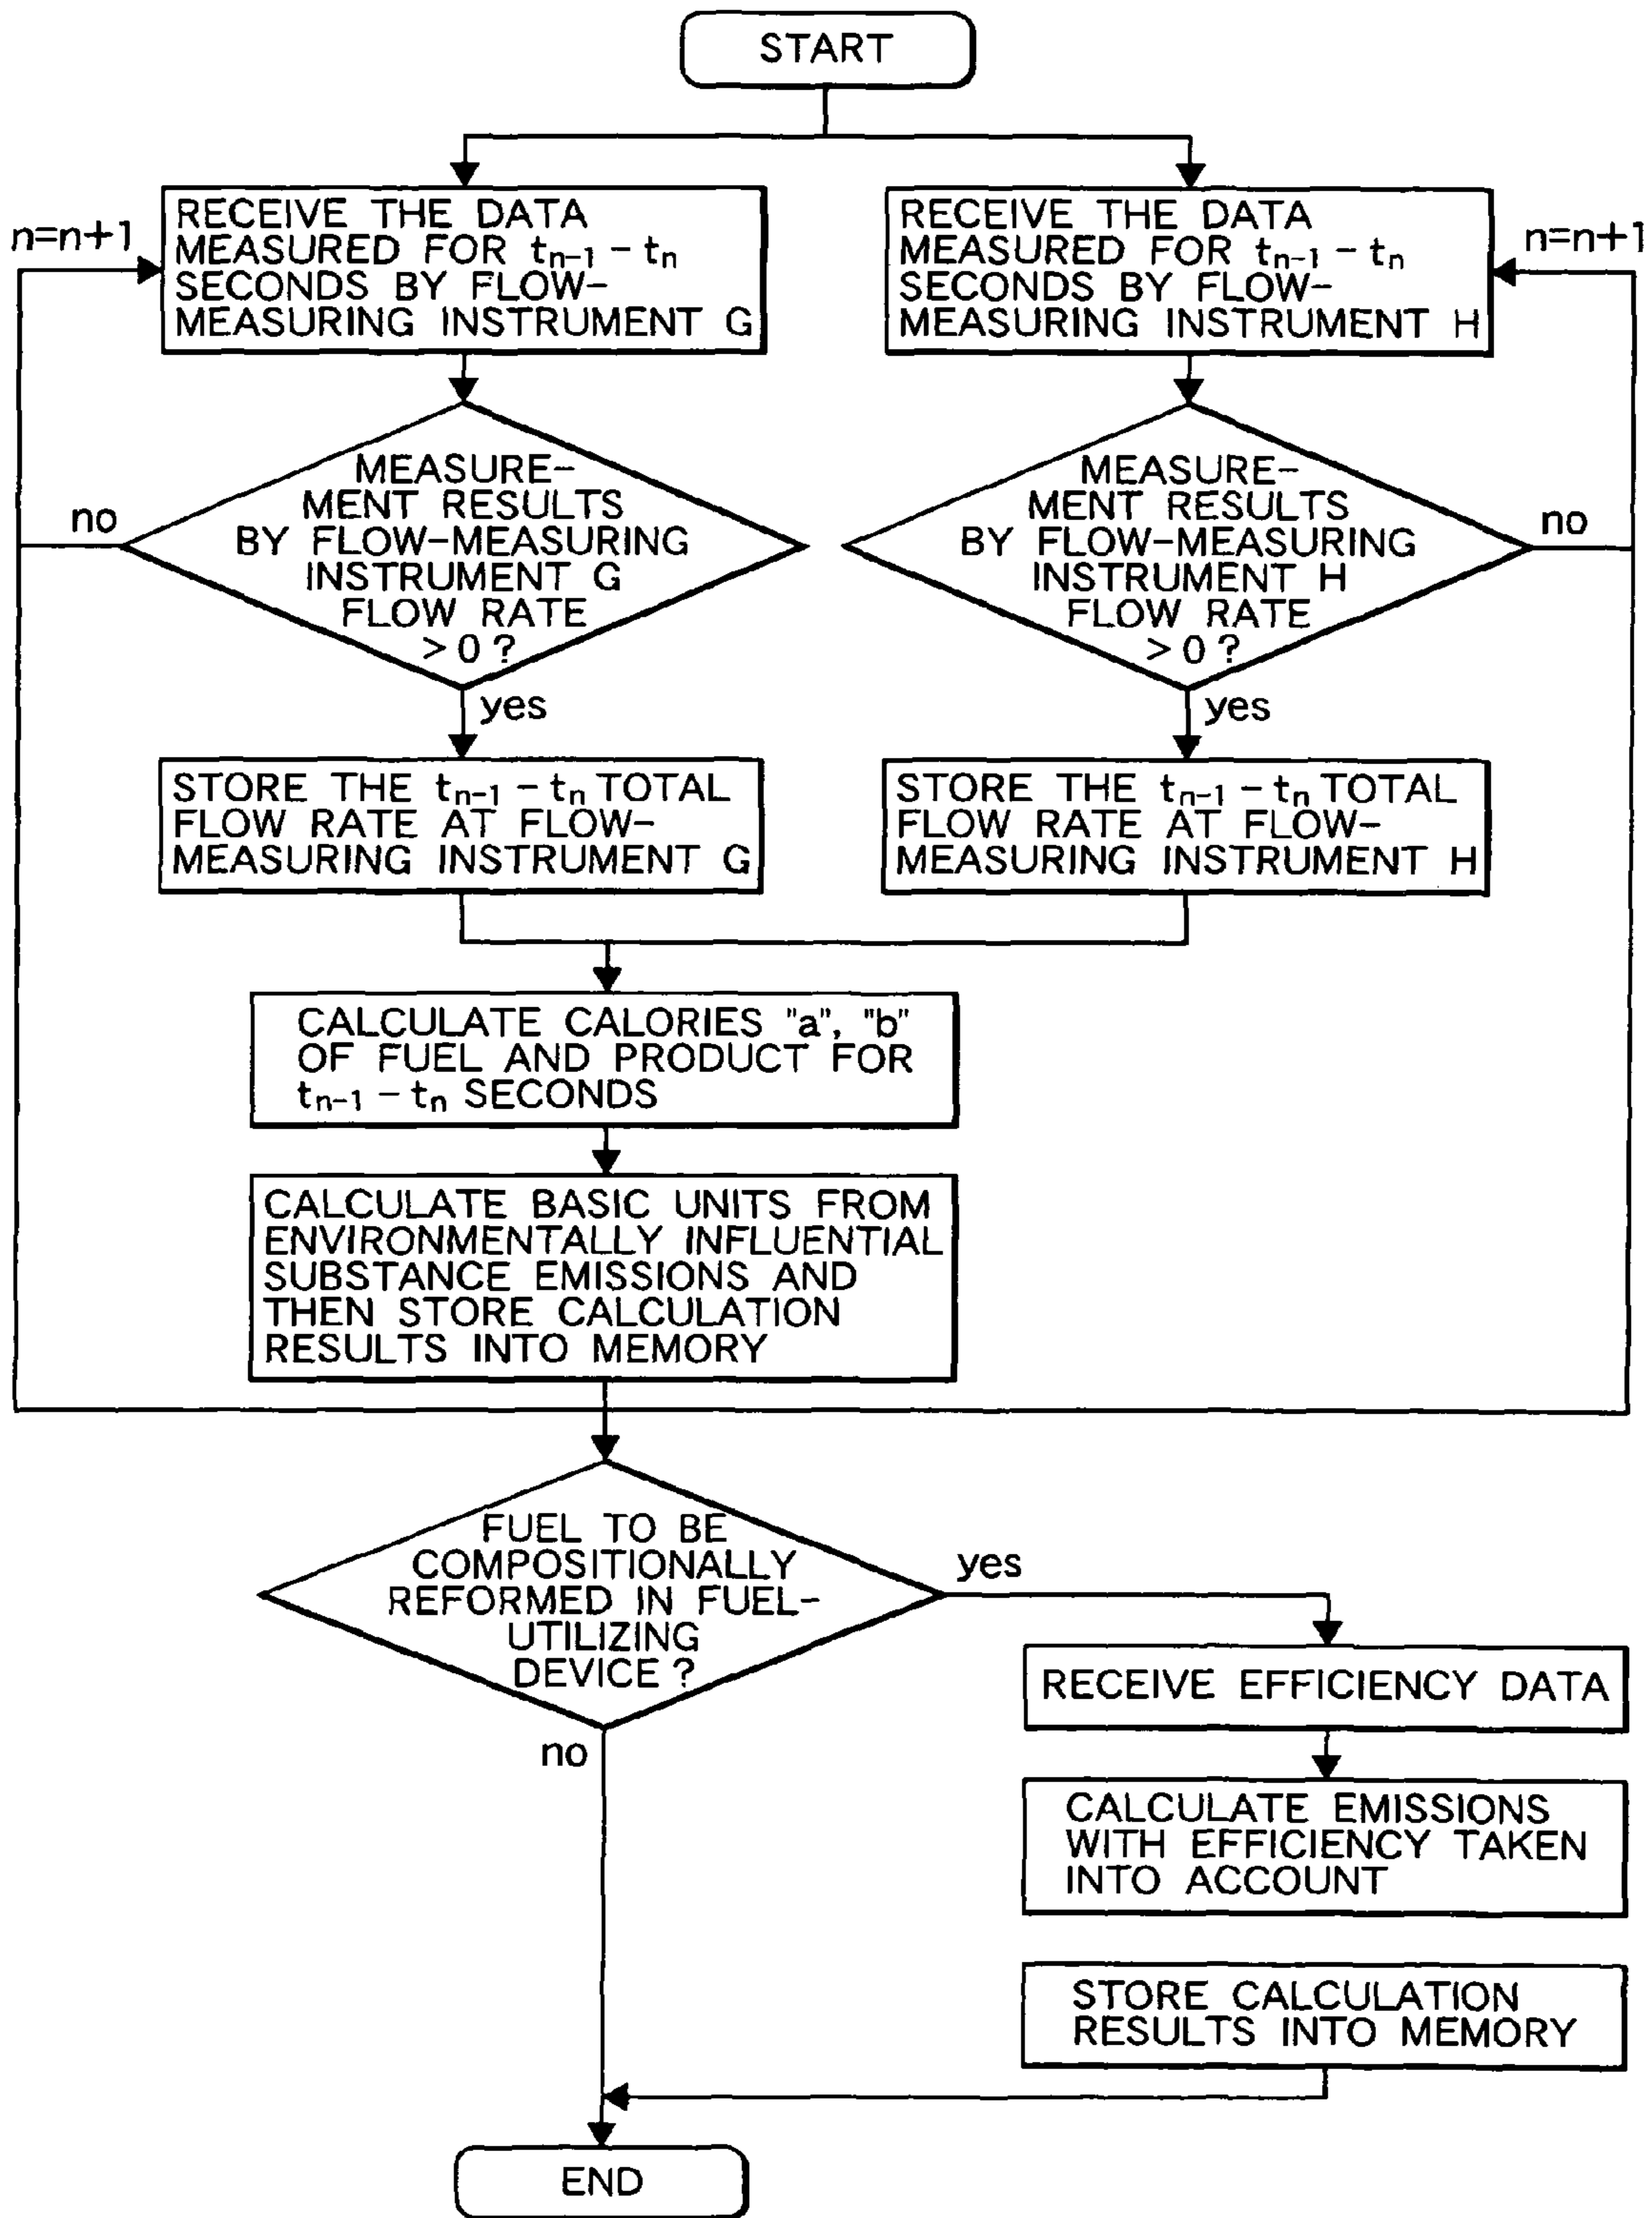 START
n=n+1
RECEIVE THE DATA
MEASURED FOR tn-1 – tn
SECONDS BY FLOW-
MEASURING INSTRUMENT G
RECEIVE THE DATA
MEASURED FOR tn-1 – tn
SECONDS BY FLOW-
MEASURING INSTRUMENT H
n=n+1
no
MEASURE-
MENT RESULTS
BY FLOW-MEASURING
INSTRUMENT G
FLOW RATE
> 0 ?
yes
MEASURE-
MENT RESULTS
BY FLOW-MEASURING
INSTRUMENT H
FLOW RATE
> 0 ?
no
yes
STORE THE tn-1 – tn TOTAL
FLOW RATE AT FLOW-
MEASURING INSTRUMENT G
STORE THE tn-1 – tn TOTAL
FLOW RATE AT FLOW-
MEASURING INSTRUMENT H
CALCULATE CALORIES "a", "b"
OF FUEL AND PRODUCT FOR
tn-1 – tn SECONDS
CALCULATE BASIC UNITS FROM
ENVIRONMENTALLY INFLUENTIAL
SUBSTANCE EMISSIONS AND
THEN STORE CALCULATION
RESULTS INTO MEMORY
FUEL TO BE
COMPOSITIONALLY
REFORMED IN FUEL-
UTILIZING
DEVICE ?
yes
no
RECEIVE EFFICIENCY DATA
CALCULATE EMISSIONS
WITH EFFICIENCY TAKEN
INTO ACCOUNT
STORE CALCULATION
RESULTS INTO MEMORY
END